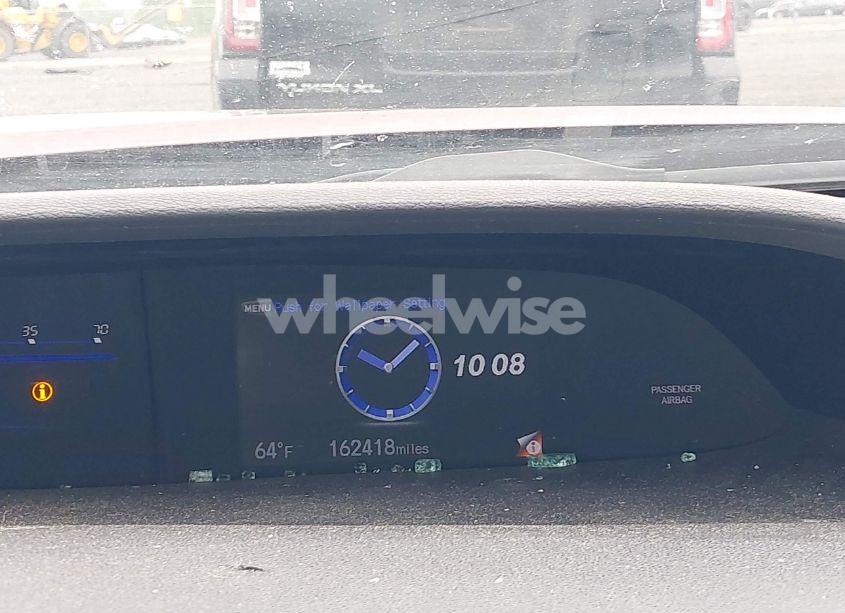 YUKON XL
MENU Push for Wallpaper Setting
wheelwise
35 70
10 08
PASSENGER
AIRBAG
64°F 162418miles